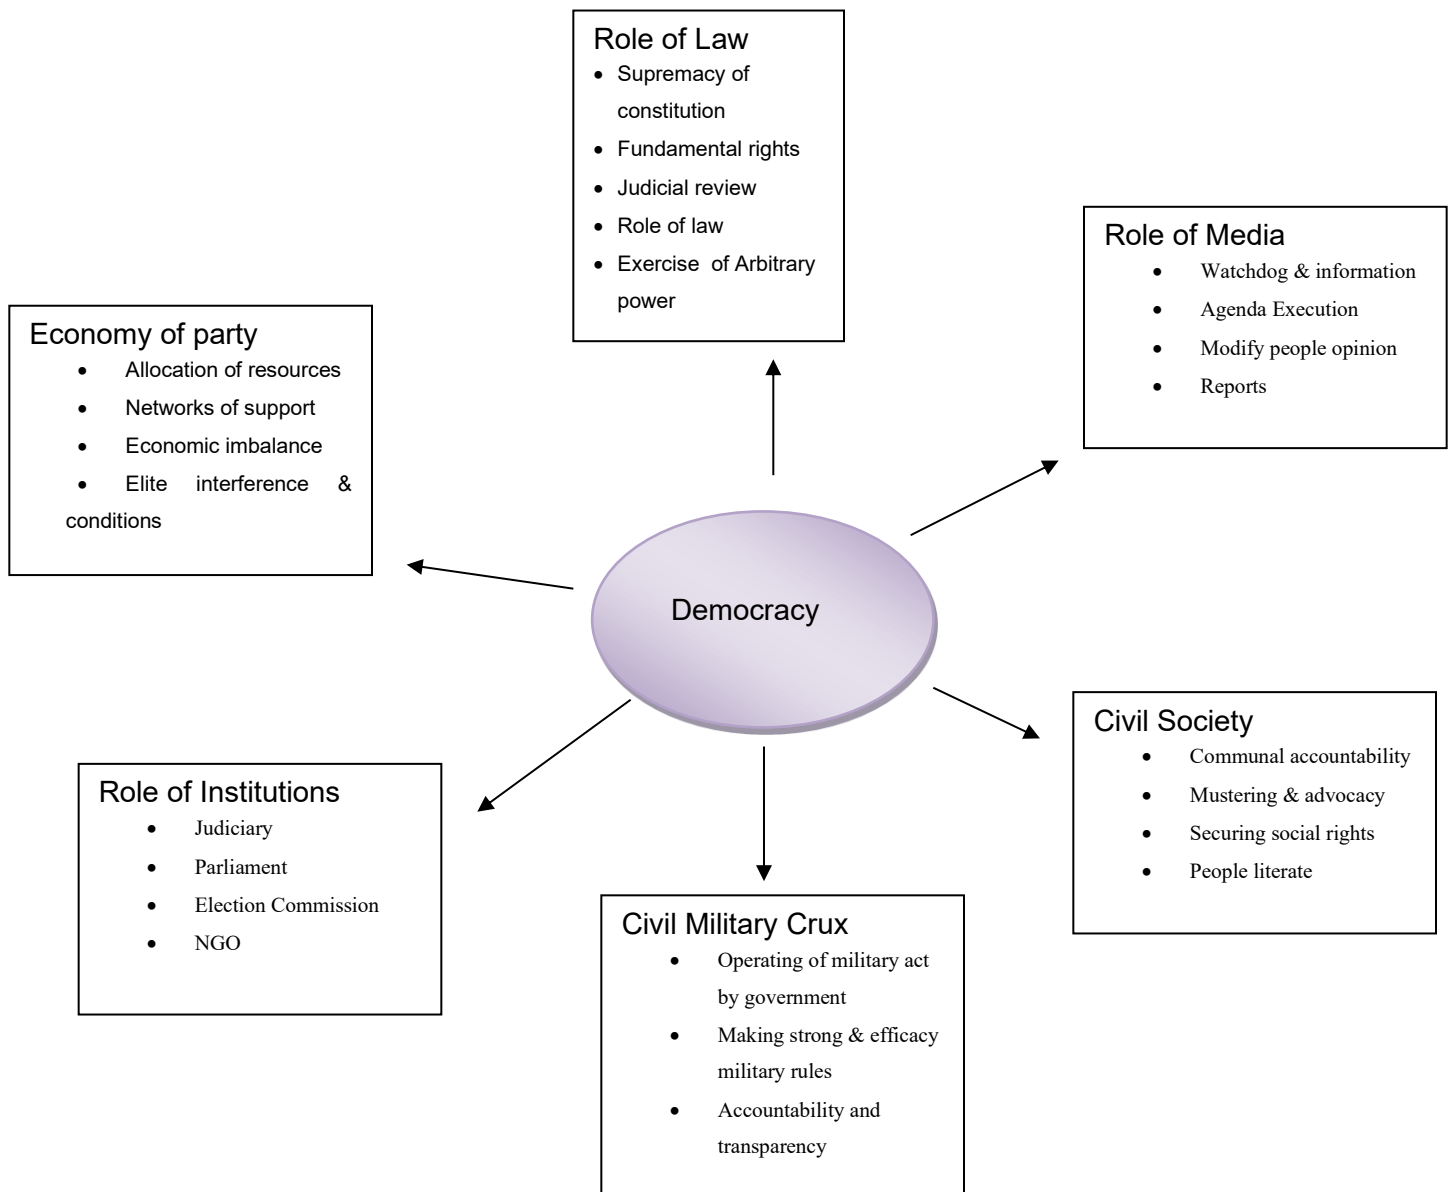 Role of Law
• Supremacy of
constitution
• Fundamental rights
• Judicial review
• Role of law
• Exercise of Arbitrary
power
Role of Media
• Watchdog & information
• Agenda Execution
• Modify people opinion
• Reports
Economy of party
• Allocation of resources
• Networks of support
• Economic imbalance
• Elite interference &
conditions
Democracy
Civil Society
• Communal accountability
• Mustering & advocacy
• Securing social rights
• People literate
Role of Institutions
• Judiciary
• Parliament
• Election Commission
• NGO
Civil Military Crux
• Operating of military act
by government
• Making strong & efficacy
military rules
• Accountability and
transparency